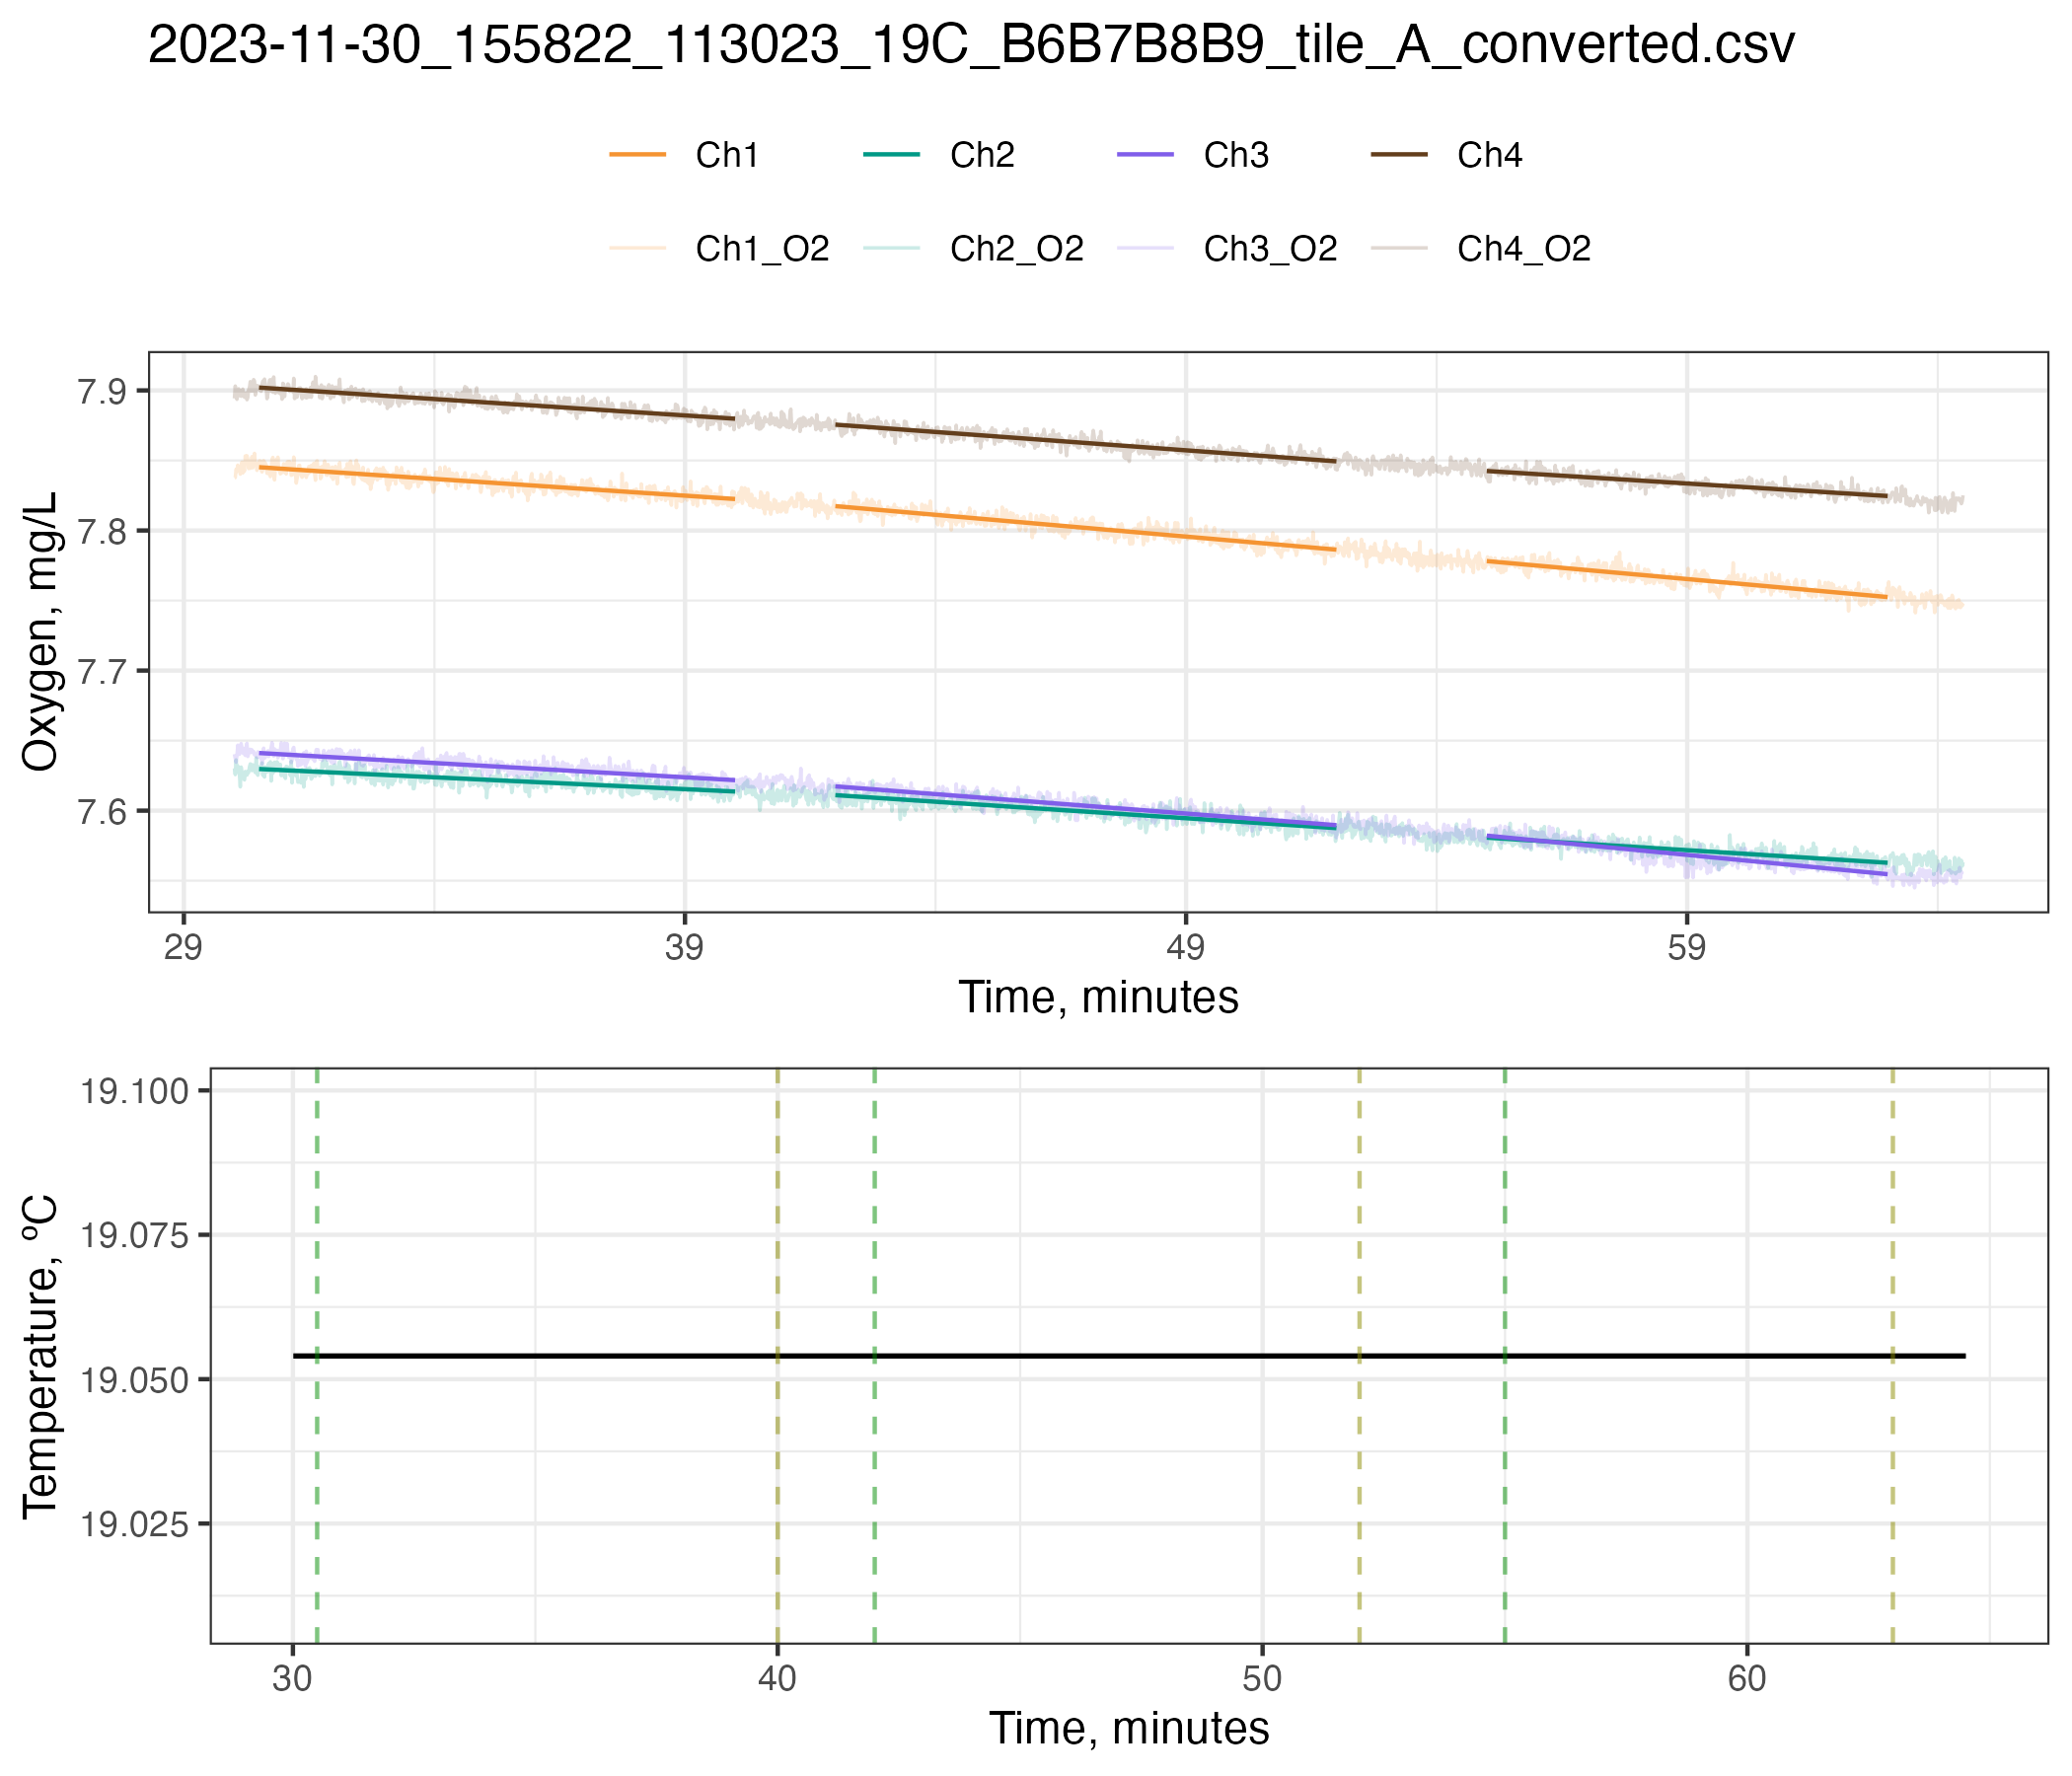 2023-11-30_155822_113023_19C_B6B7B8B9_tile_A_converted.csv
Ch1 Ch2 Ch3 Ch4
Ch1_O2 Ch2_O2 Ch3_O2 Ch4_O2
Oxygen, mg/L
7.9
7.8
7.7
7.6
29 39 49 59
Time, minutes
Temperature, ºC
19.100
19.075
19.050
19.025
30 40 50 60
Time, minutes